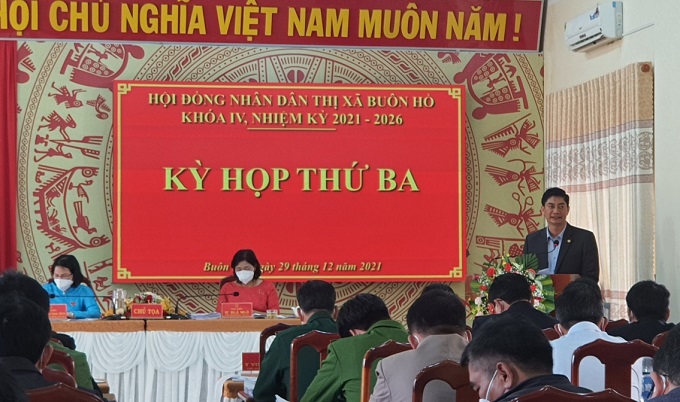 HỘI CHỦ NGHĨA VIỆT NAM MUÔN NĂM !
HỘI ĐỒNG NHÂN DÂN THỊ XÃ BUÔN HỒ
KHÓA IV, NHIỆM KỲ 2021 - 2026
KỲ HỌP THỨ BA
Buôn ngày 29 tháng 12 năm 2021
CHỦ TỌA